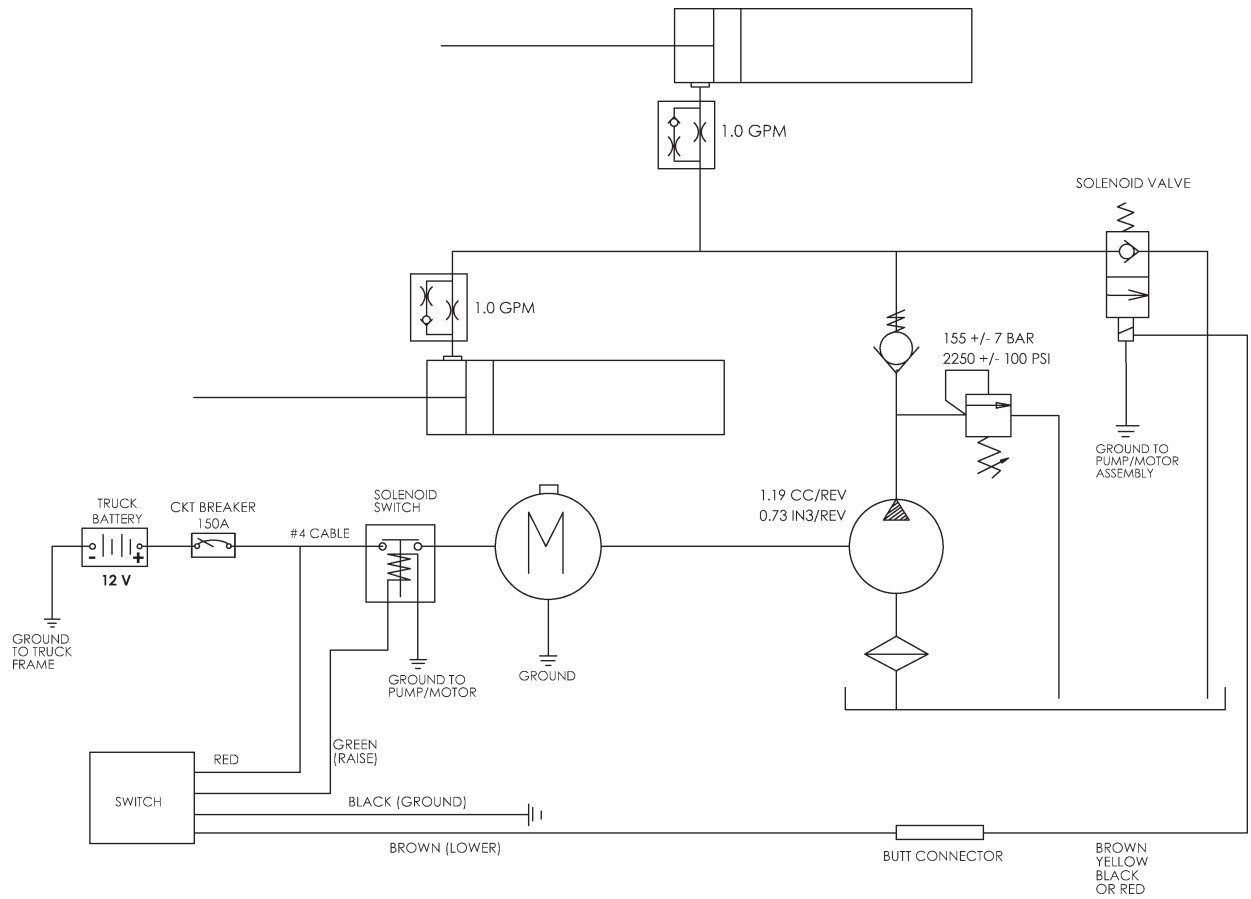 1.0 GPM
SOLENOID VALVE
1.0 GPM
155 +/- 7 BAR
2250 +/- 100 PSI
GROUND TO
PUMP/MOTOR
ASSEMBLY
1.19 CC/REV
0.73 IN3/REV
TRUCK
BATTERY
- +
12 V
CKT BREAKER
150A
#4 CABLE
SOLENOID
SWITCH
M
GROUND
TO TRUCK
FRAME
GROUND TO
PUMP/MOTOR
GROUND
SWITCH
RED
GREEN
(RAISE)
BLACK (GROUND)
BROWN (LOWER)
BUTT CONNECTOR
BROWN
YELLOW
BLACK
OR RED